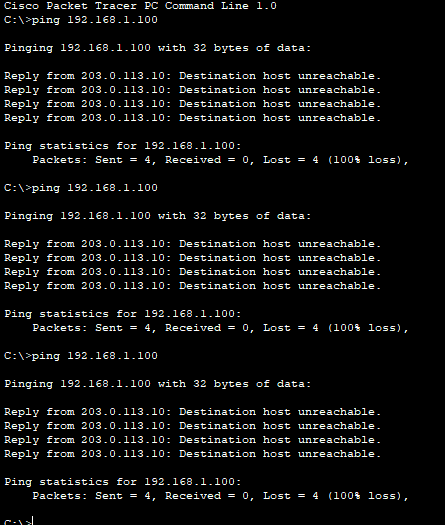 Cisco Packet Tracer PC Command Line 1.0
C:\>ping 192.168.1.100
Pinging 192.168.1.100 with 32 bytes of data:
Reply from 203.0.113.10: Destination host unreachable.
Reply from 203.0.113.10: Destination host unreachable.
Reply from 203.0.113.10: Destination host unreachable.
Reply from 203.0.113.10: Destination host unreachable.
Ping statistics for 192.168.1.100:
    Packets: Sent = 4, Received = 0, Lost = 4 (100% loss),
C:\>ping 192.168.1.100
Pinging 192.168.1.100 with 32 bytes of data:
Reply from 203.0.113.10: Destination host unreachable.
Reply from 203.0.113.10: Destination host unreachable.
Reply from 203.0.113.10: Destination host unreachable.
Reply from 203.0.113.10: Destination host unreachable.
Ping statistics for 192.168.1.100:
    Packets: Sent = 4, Received = 0, Lost = 4 (100% loss),
C:\>ping 192.168.1.100
Pinging 192.168.1.100 with 32 bytes of data:
Reply from 203.0.113.10: Destination host unreachable.
Reply from 203.0.113.10: Destination host unreachable.
Reply from 203.0.113.10: Destination host unreachable.
Reply from 203.0.113.10: Destination host unreachable.
Ping statistics for 192.168.1.100:
    Packets: Sent = 4, Received = 0, Lost = 4 (100% loss),
C:\>